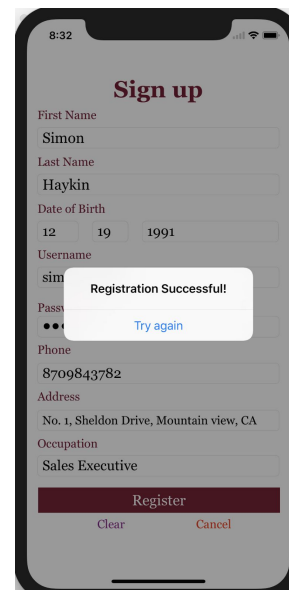 8:32
Sign up
First Name
Simon
Last Name
Haykin
Date of Birth
12 19 1991
Username
Registration Successful!
Try again
Phone
8709843782
Address
No. 1, Sheldon Drive, Mountain view, CA
Occupation
Sales Executive
Register
Clear Cancel